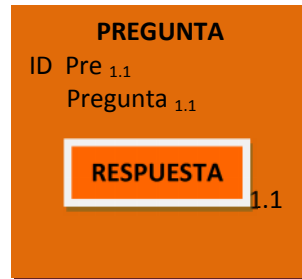 PREGUNTA
ID Pre 1.1
Pregunta 1.1
RESPUESTA
1.1